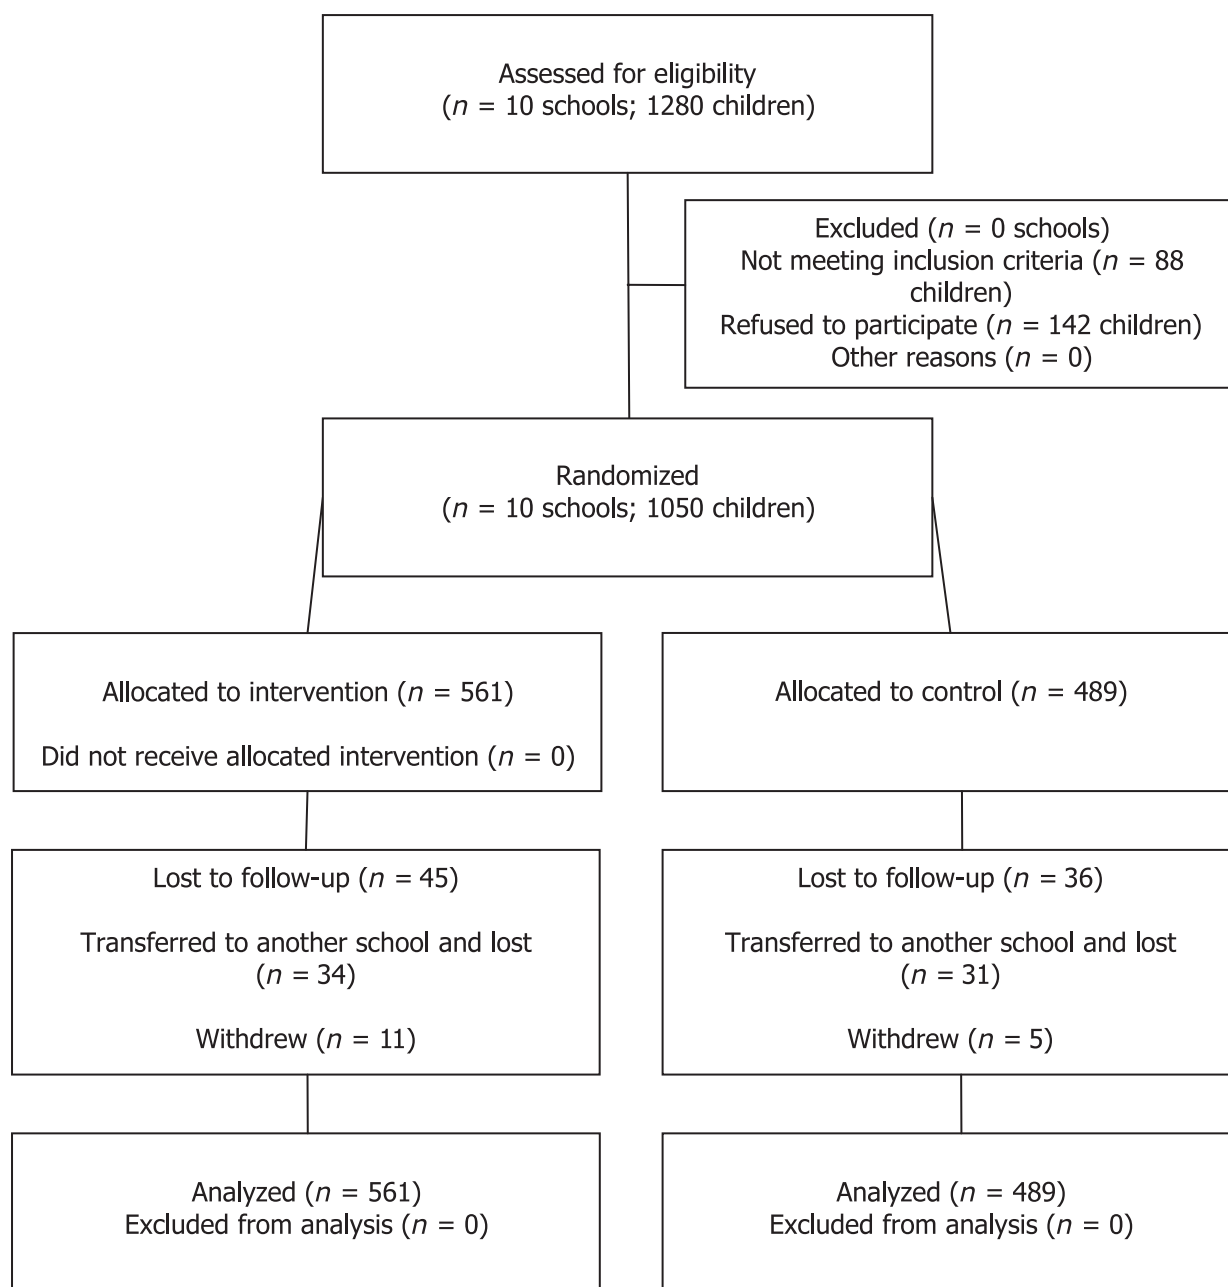 Assessed for eligibility
(n = 10 schools; 1280 children)
Excluded (n = 0 schools)
Not meeting inclusion criteria (n = 88
children)
Refused to participate (n = 142 children)
Other reasons (n = 0)
Randomized
(n = 10 schools; 1050 children)
Allocated to intervention (n = 561)
Did not receive allocated intervention (n = 0)
Allocated to control (n = 489)
Lost to follow-up (n = 45)
Transferred to another school and lost
(n = 34)
Withdrew (n = 11)
Lost to follow-up (n = 36)
Transferred to another school and lost
(n = 31)
Withdrew (n = 5)
Analyzed (n = 561)
Excluded from analysis (n = 0)
Analyzed (n = 489)
Excluded from analysis (n = 0)